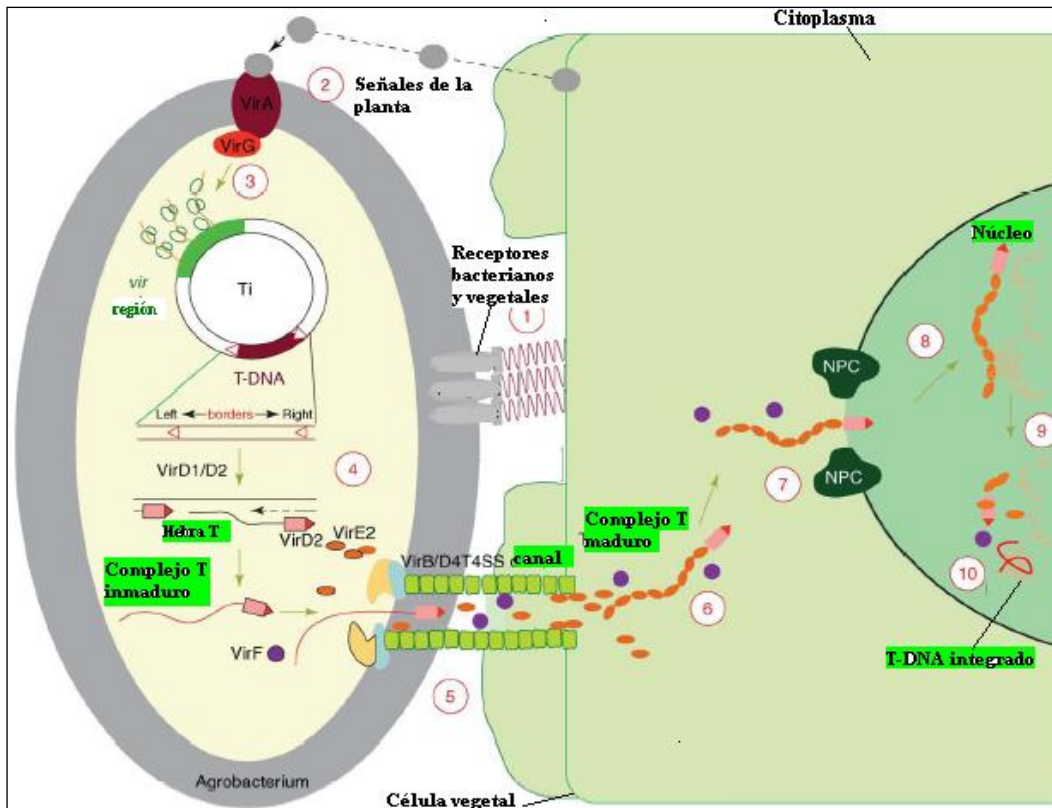 Citoplasma
2
Señales de la
planta
VirA
VirG
3
vir
región
Ti
T-DNA
Left borders Right
VirD1/D2
4
Hebra T
VirD2
VirE2
Complejo T
inmaduro
VirF
Agrobacterium
Receptores
bacterianos
y vegetales
1
VirB/D4T4SS canal
5
Célula vegetal
Complejo T
maduro
6
7
NPC
NPC
Núcleo
8
9
10
T-DNA integrado